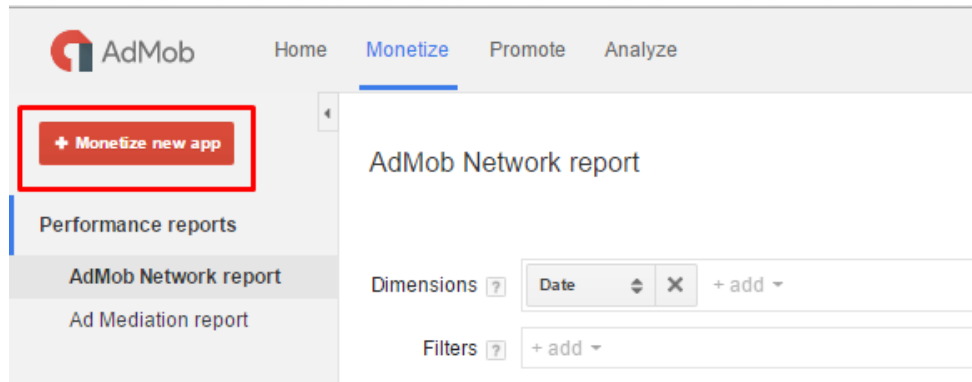 AdMob Home Monetize Promote Analyze
+ Monetize new app
AdMob Network report
Performance reports
AdMob Network report
Ad Mediation report
Dimensions ? Date + add
Filters ? + add